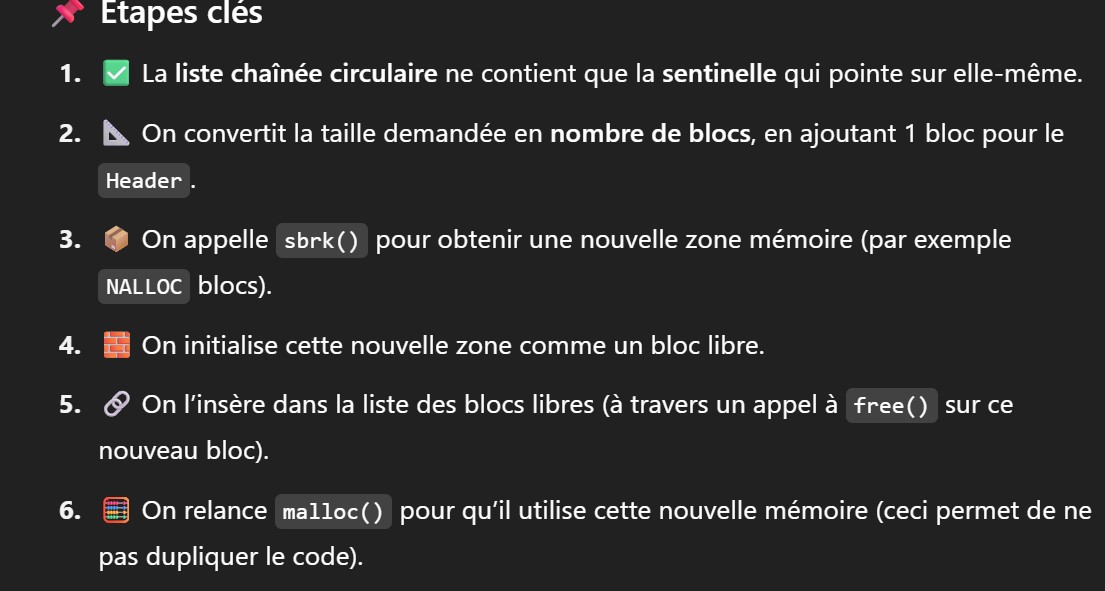 📌 Étapes clés
1. ✅ La liste chaînée circulaire ne contient que la sentinelle qui pointe sur elle-même.
2. 📐 On convertit la taille demandée en nombre de blocs, en ajoutant 1 bloc pour le
Header.
3. 📦 On appelle sbrk() pour obtenir une nouvelle zone mémoire (par exemple
NALLOC blocs).
4. 🧱 On initialise cette nouvelle zone comme un bloc libre.
5. 🔗 On l’insère dans la liste des blocs libres (à travers un appel à free() sur ce
nouveau bloc).
6. 🧮 On relance malloc() pour qu’il utilise cette nouvelle mémoire (ceci permet de ne
pas dupliquer le code).